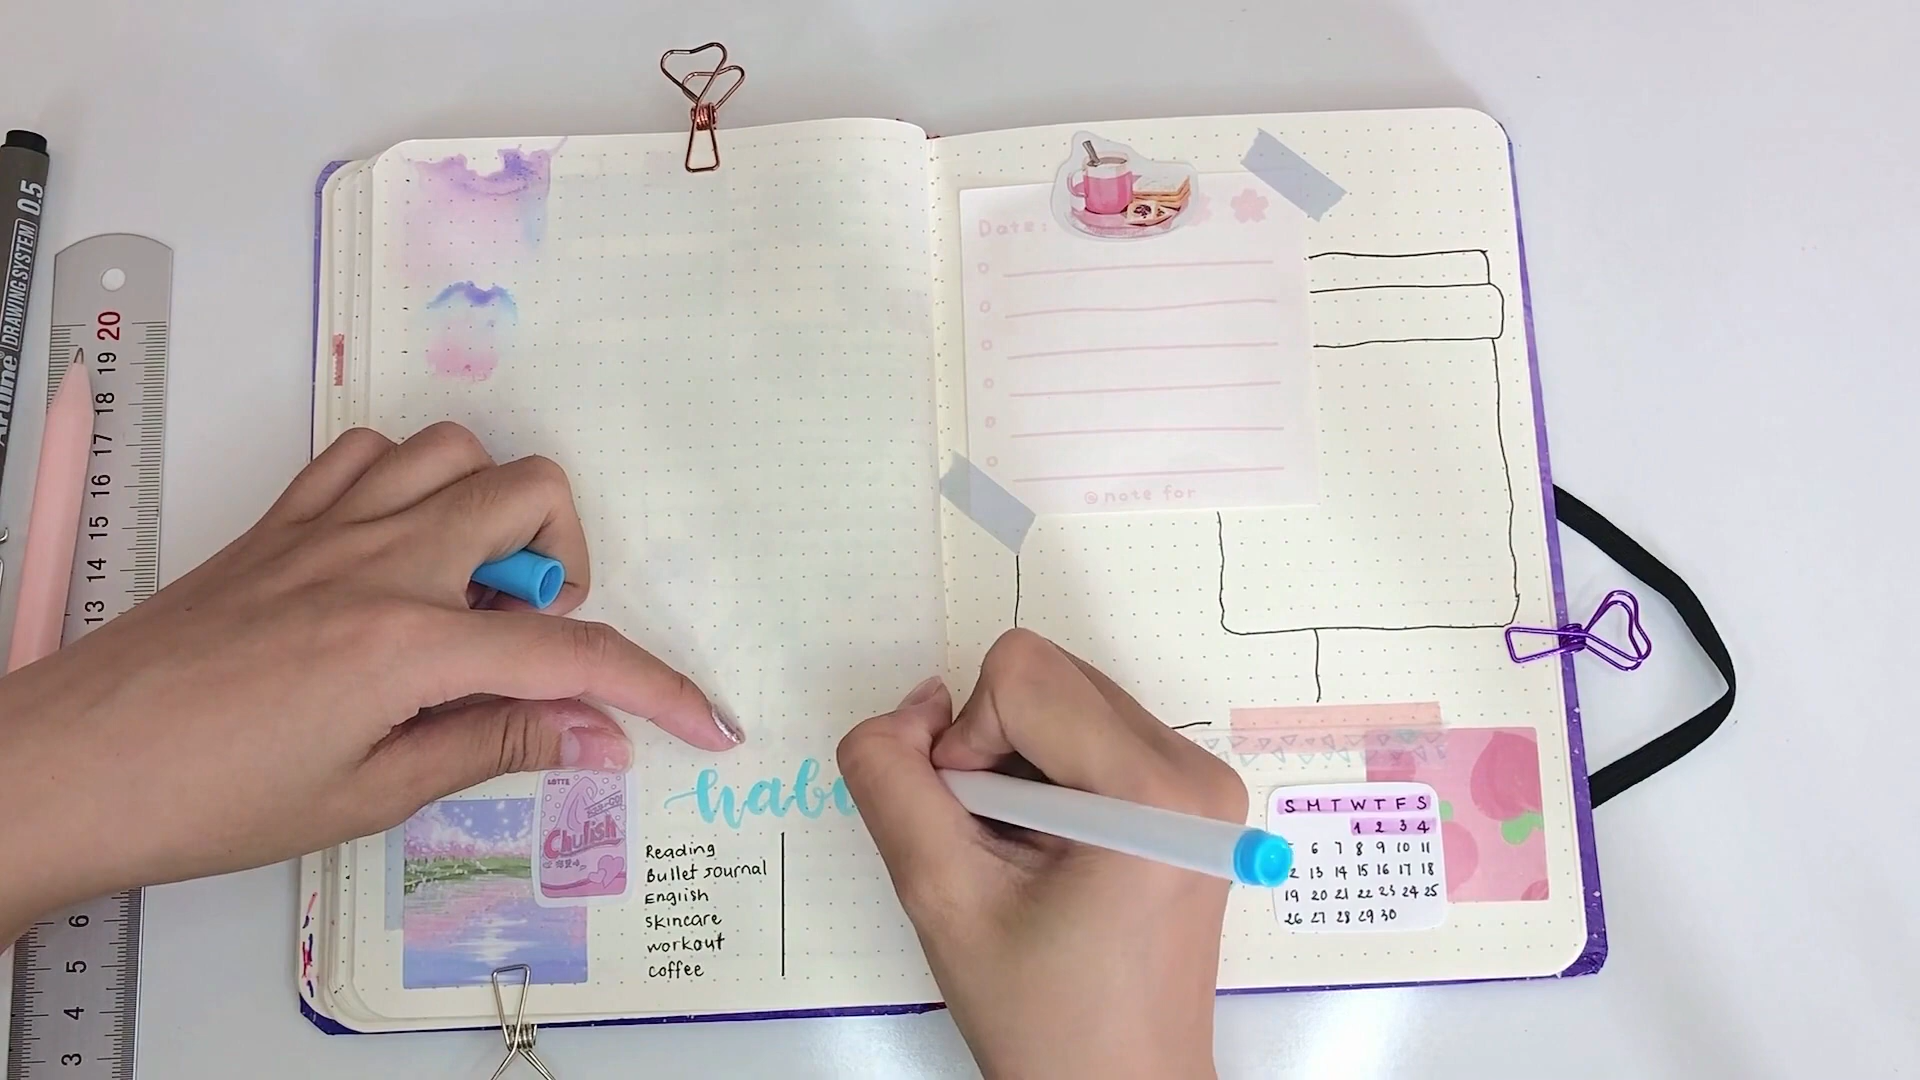 Artline DRAWING SYSTEM 0.5
20
19
18
17
16
15
14
13
6
5
4
3
Date:
note for
LOTTE
Chulish
habi
Reading
Bullet Journal
English
Skincare
workout
coffee
S M T W T F S
1 2 3 4
6 7 8 9 10 11
13 14 15 16 17 18
19 20 21 22 23 24 25
26 27 28 29 30